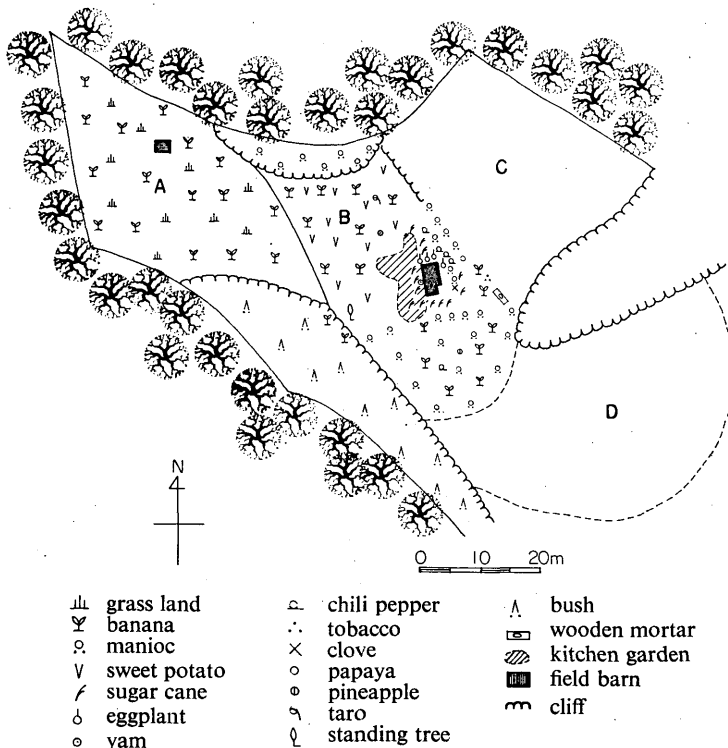 C
A
B
D
N
0 10 20m
grass land
banana
manioc
sweet potato
sugar cane
eggplant
yam
chili pepper
tobacco
clove
papaya
pineapple
taro
standing tree
bush
wooden mortar
kitchen garden
field barn
cliff